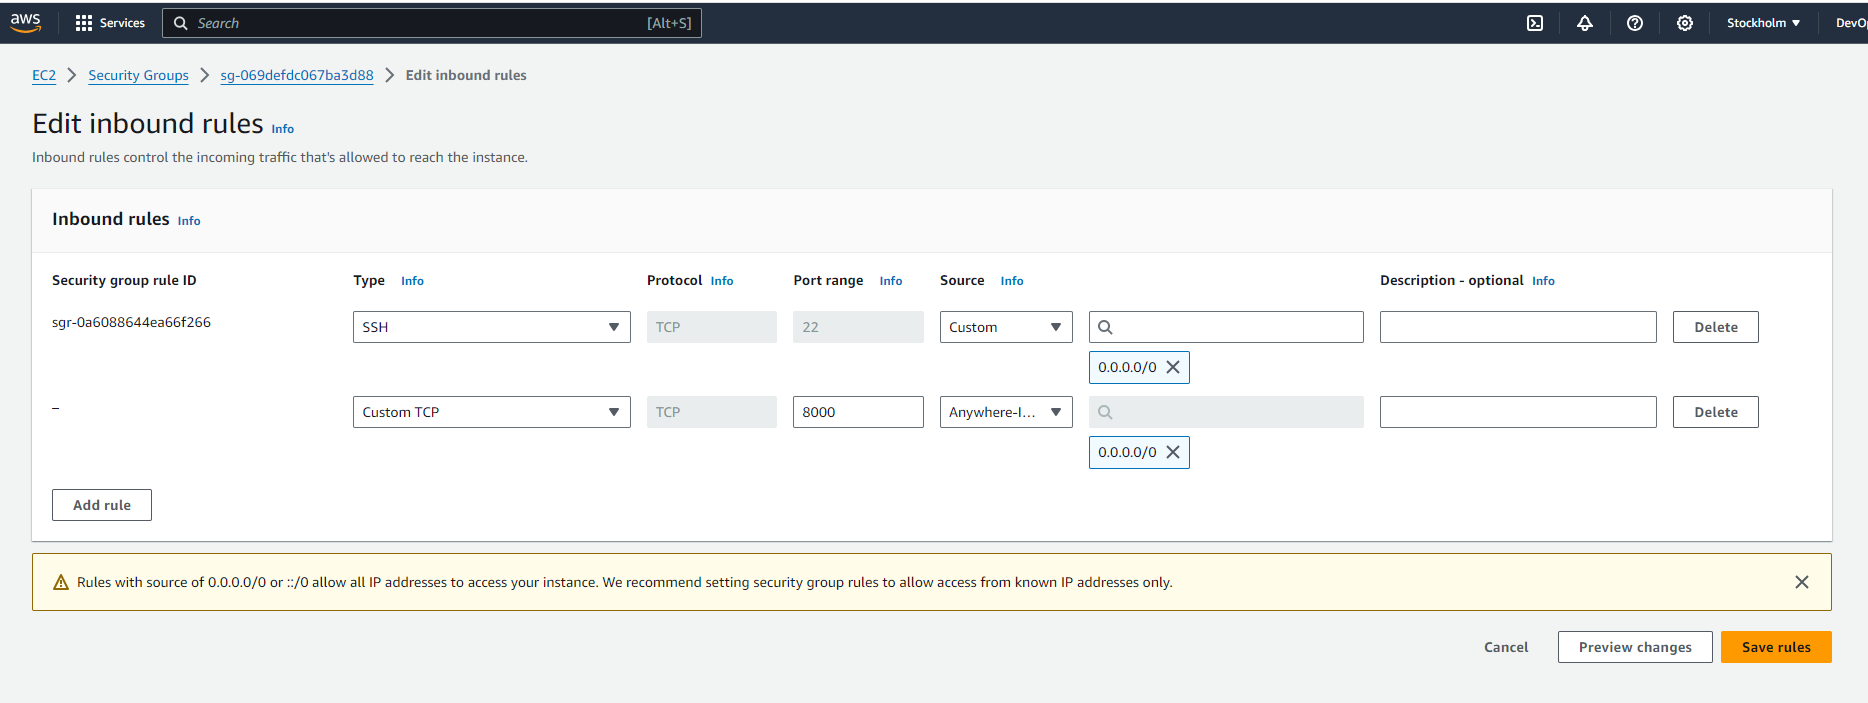 aws Services Search [Alt+S] Stockholm DevO
EC2 Security Groups sg-069defdc067ba3d88 Edit inbound rules
Edit inbound rules Info
Inbound rules control the incoming traffic that's allowed to reach the instance.
Inbound rules Info
Security group rule ID Type Info Protocol Info Port range Info Source Info Description - optional Info
sgr-0a6088644ea66f266 SSH TCP 22 Custom Delete
0.0.0.0/0
– Custom TCP TCP 8000 Anywhere-I... Delete
0.0.0.0/0
Add rule
Rules with source of 0.0.0.0/0 or ::/0 allow all IP addresses to access your instance. We recommend setting security group rules to allow access from known IP addresses only.
Cancel Preview changes Save rules